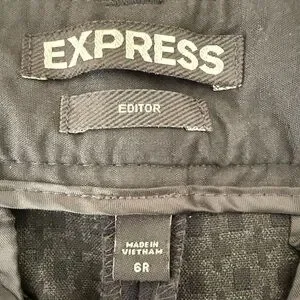 EXPRESS
EDITOR
MADE IN
VIETNAM
6R